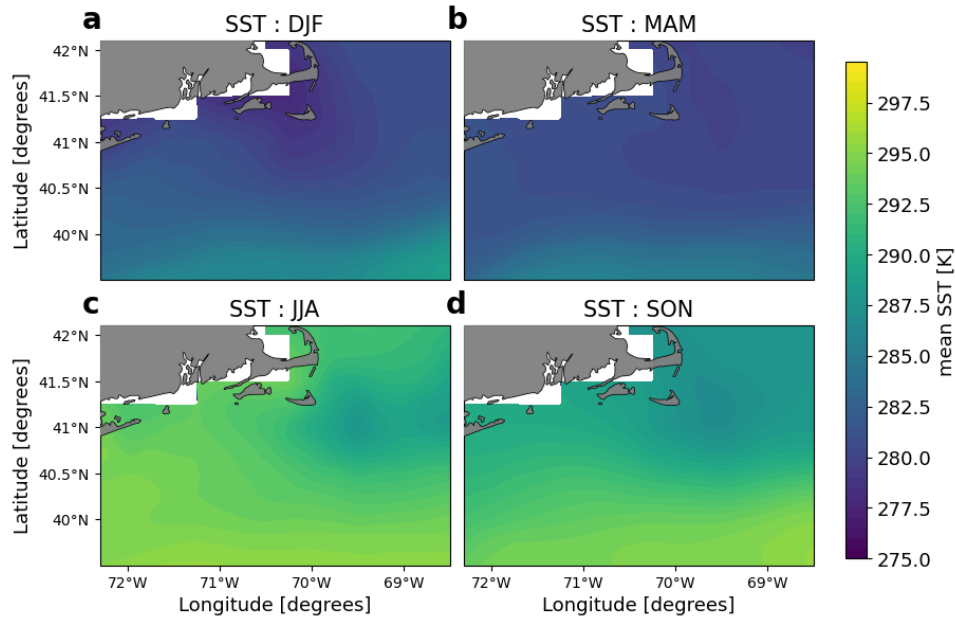 a SST : DJF
b SST : MAM
42°N
41.5°N
41°N
40.5°N
40°N
Latitude [degrees]
c SST : JJA
d SST : SON
42°N
41.5°N
41°N
40.5°N
40°N
Latitude [degrees]
72°W 71°W 70°W 69°W
72°W 71°W 70°W 69°W
Longitude [degrees]
Longitude [degrees]
297.5
295.0
292.5
290.0
287.5
285.0
282.5
280.0
277.5
275.0
mean SST [K]